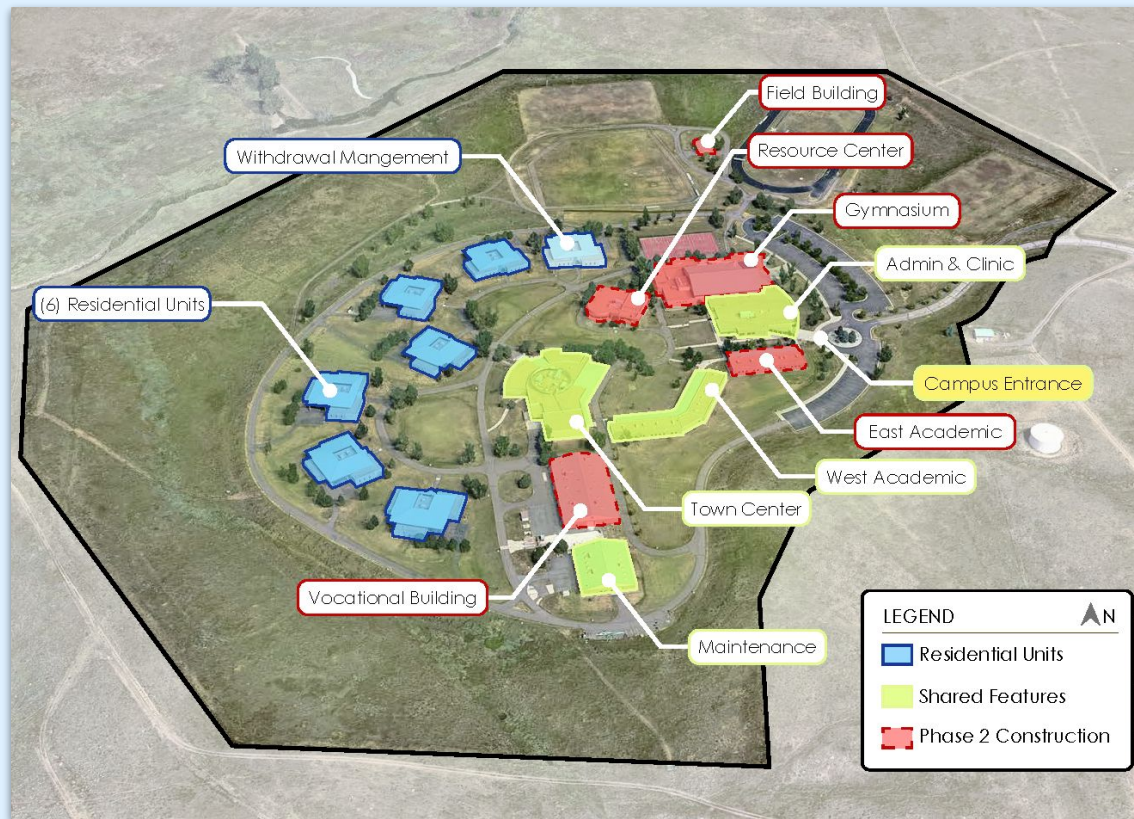 Field Building
Resource Center
Withdrawal Mangement
Gymnasium
Admin & Clinic
(6) Residential Units
Campus Entrance
East Academic
West Academic
Town Center
Vocational Building
Maintenance
LEGEND
N
Residential Units
Shared Features
Phase 2 Construction